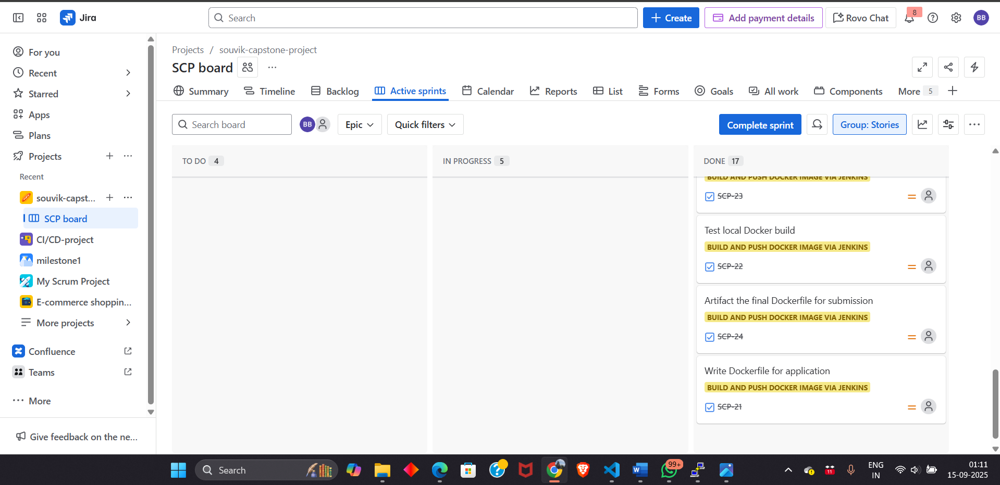 Jira
Search
Create
Add payment details
Rovo Chat
8
BB
For you
Recent
Starred
Apps
Plans
Projects
Recent
souvik-capst...
SCP board
CI/CD-project
milestone1
My Scrum Project
E-commerce shoppin...
More projects
Confluence
Teams
More
Give feedback on the ne...
Projects / souvik-capstone-project
SCP board
Summary
Timeline
Backlog
Active sprints
Calendar
Reports
List
Forms
Goals
All work
Components
More 5
Search board
BB
Epic
Quick filters
Complete sprint
Group: Stories
TO DO 4
IN PROGRESS 5
DONE 17
BUILD AND PUSH DOCKER IMAGE VIA JENKINS
SCP-23
Test local Docker build
BUILD AND PUSH DOCKER IMAGE VIA JENKINS
SCP-22
Artifact the final Dockerfile for submission
BUILD AND PUSH DOCKER IMAGE VIA JENKINS
SCP-24
Write Dockerfile for application
BUILD AND PUSH DOCKER IMAGE VIA JENKINS
SCP-21
Search
99+
11
ENG
IN
01:11
15-09-2025